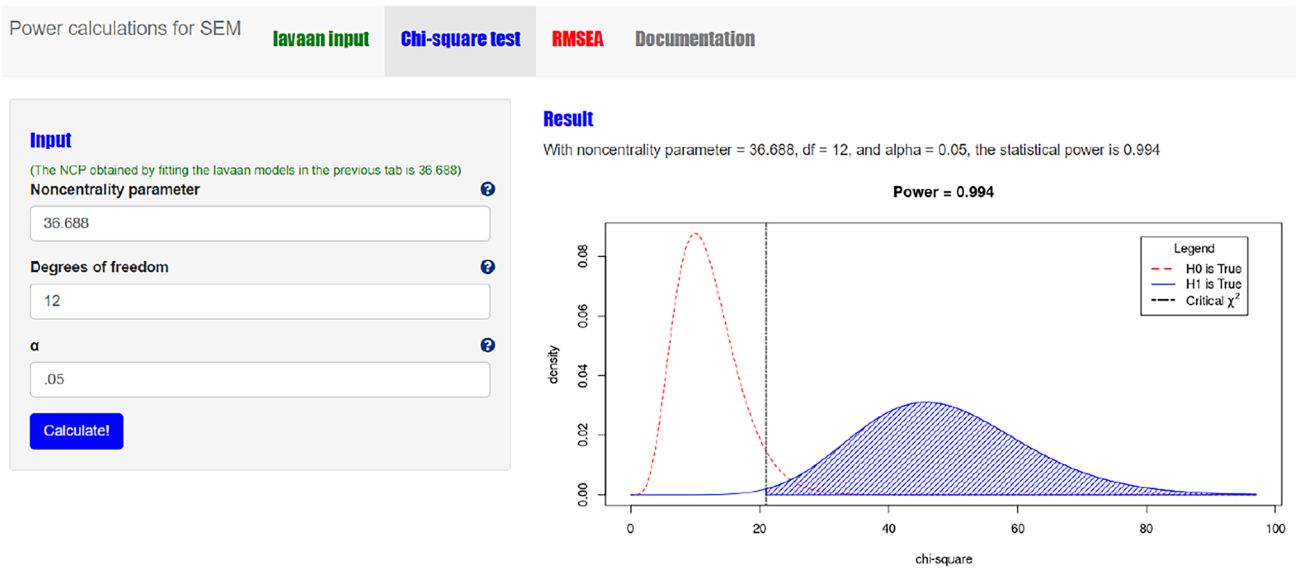 Power calculations for SEM
lavaan input
Chi-square test
RMSEA
Documentation
Input
(The NCP obtained by fitting the lavaan models in the previous tab is 36.688)
Noncentrality parameter
?
36.688
Degrees of freedom
?
12
α
?
.05
Calculate!
Result
With noncentrality parameter = 36.688, df = 12, and alpha = 0.05, the statistical power is 0.994
Power = 0.994
Legend
H0 is True
H1 is True
Critical χ²
density
0.08
0.06
0.04
0.02
0.00
0 20 40 60 80 100
chi-square